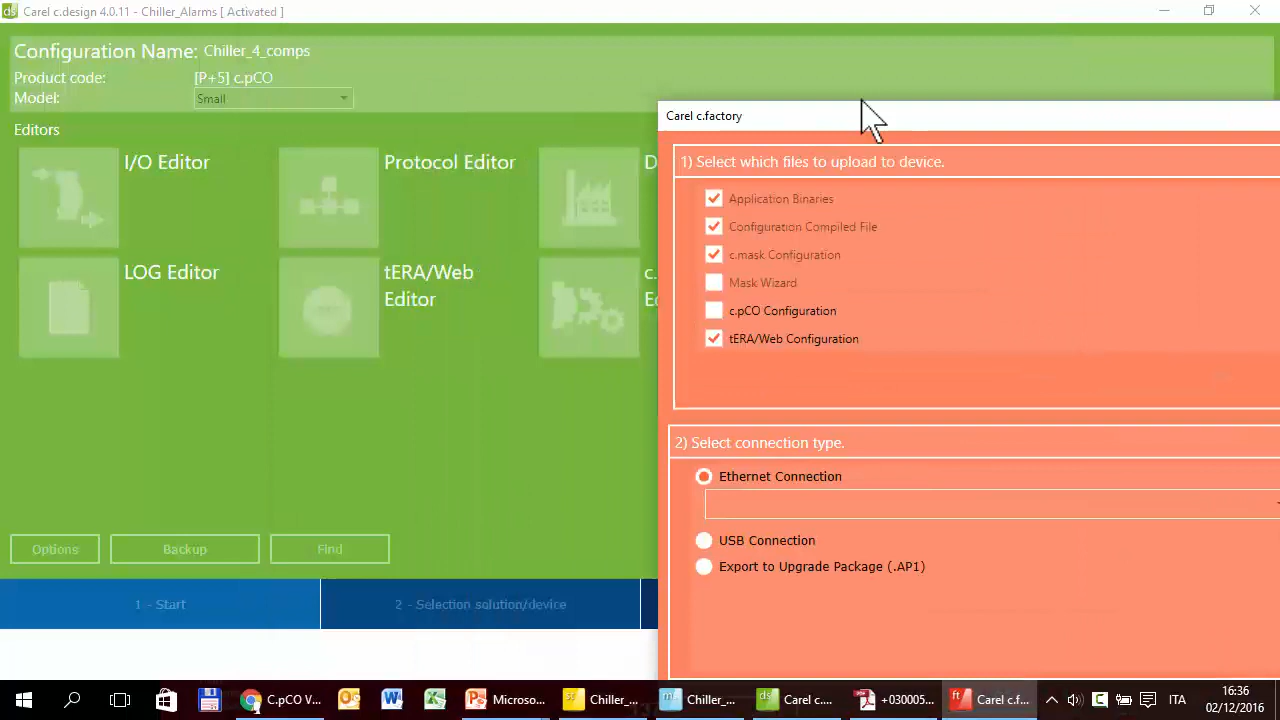 Carel c.design 4.0.11 - Chiller_Alarms [ Activated ]
Configuration Name: Chiller_4_comps
Product code: [P+5] c.pCO
Model: Small
Editors
I/O Editor
Protocol Editor
D
LOG Editor
tERA/Web
Editor
c.
Ed
Options
Backup
Find
1 - Start
2 - Selection solution/device
Carel c.factory
1) Select which files to upload to device.
Application Binaries
Configuration Compiled File
c.mask Configuration
Mask Wizard
c.pCO Configuration
tERA/Web Configuration
2) Select connection type.
Ethernet Connection
USB Connection
Export to Upgrade Package (.AP1)
C.pCO V...
Microso...
Chiller_...
Chiller_...
Carel c....
+030005...
Carel c.f...
ITA
16:36
02/12/2016